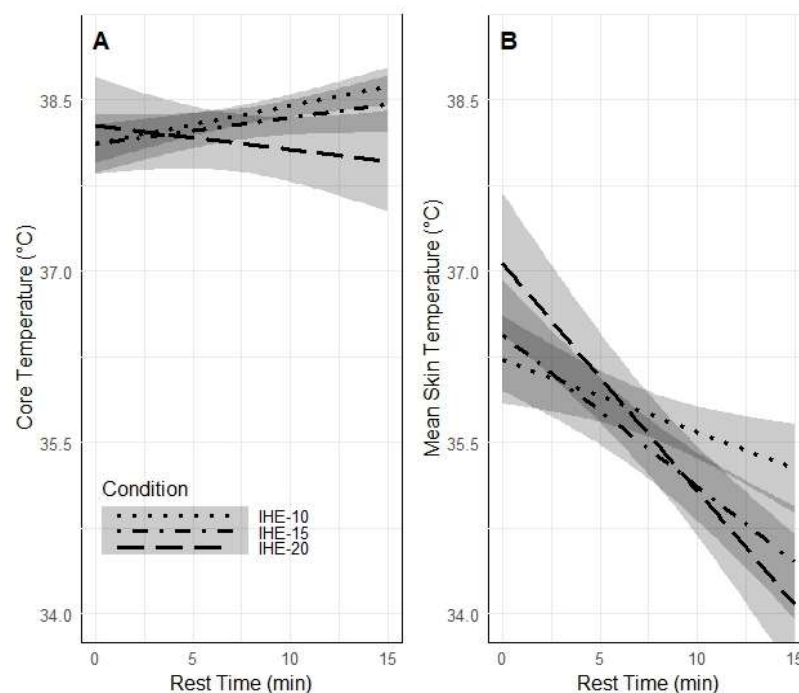 A
38.5
37.0
35.5
34.0
Core Temperature (°C)
Condition
IHE-10
IHE-15
IHE-20
0 5 10 15
Rest Time (min)
B
38.5
37.0
35.5
34.0
Mean Skin Temperature (°C)
0 5 10 15
Rest Time (min)